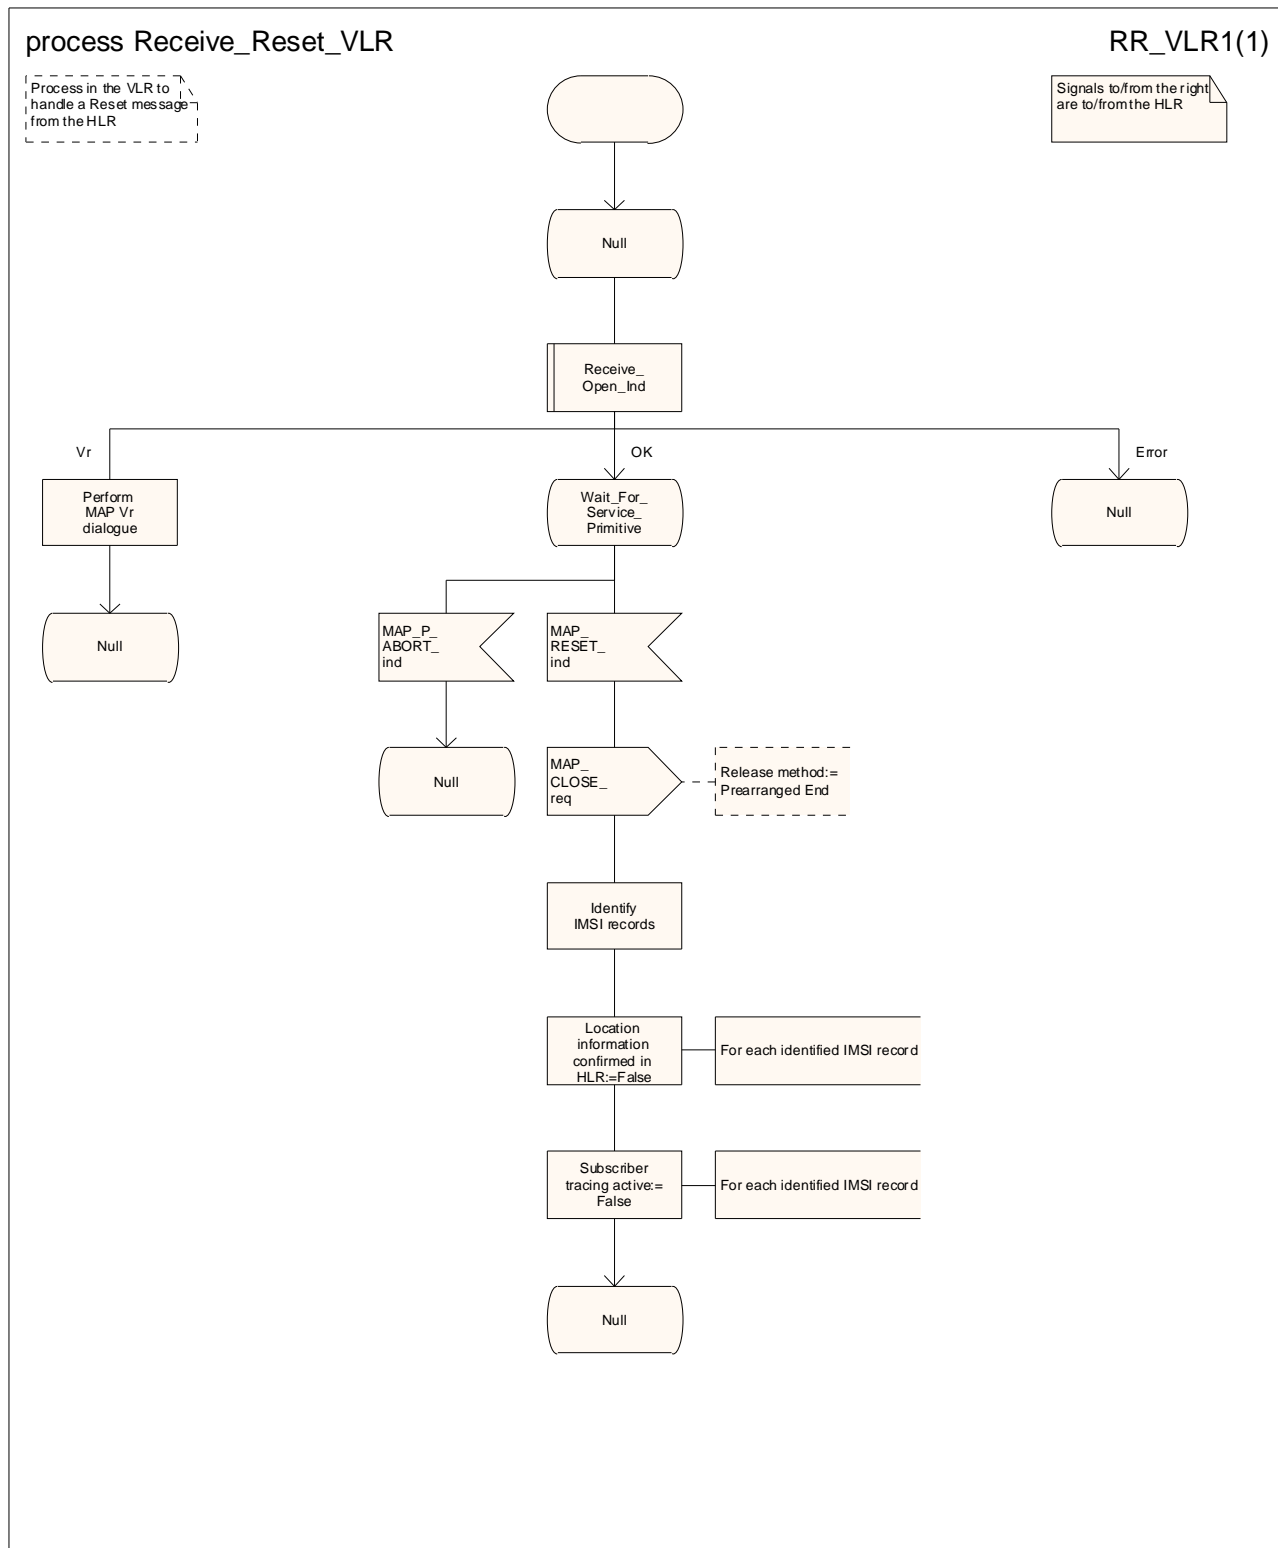 process Receive_Reset_VLR
RR_VLR1(1)
Process in the VLR to
handle a Reset message
from the HLR
Signals to/from the right
are to/from the HLR
Null
Receive_
Open_Ind
Vr
OK
Error
Perform
MAP Vr
dialogue
Wait_For_
Service_
Primitive
Null
Null
MAP_P_
ABORT_
ind
MAP_
RESET_
ind
Null
MAP_
CLOSE_
req
Release method:=
Prearranged End
Identify
IMSI records
Location
information
confirmed in
HLR:=False
For each identified IMSI record
Subscriber
tracing active:=
False
For each identified IMSI record
Null